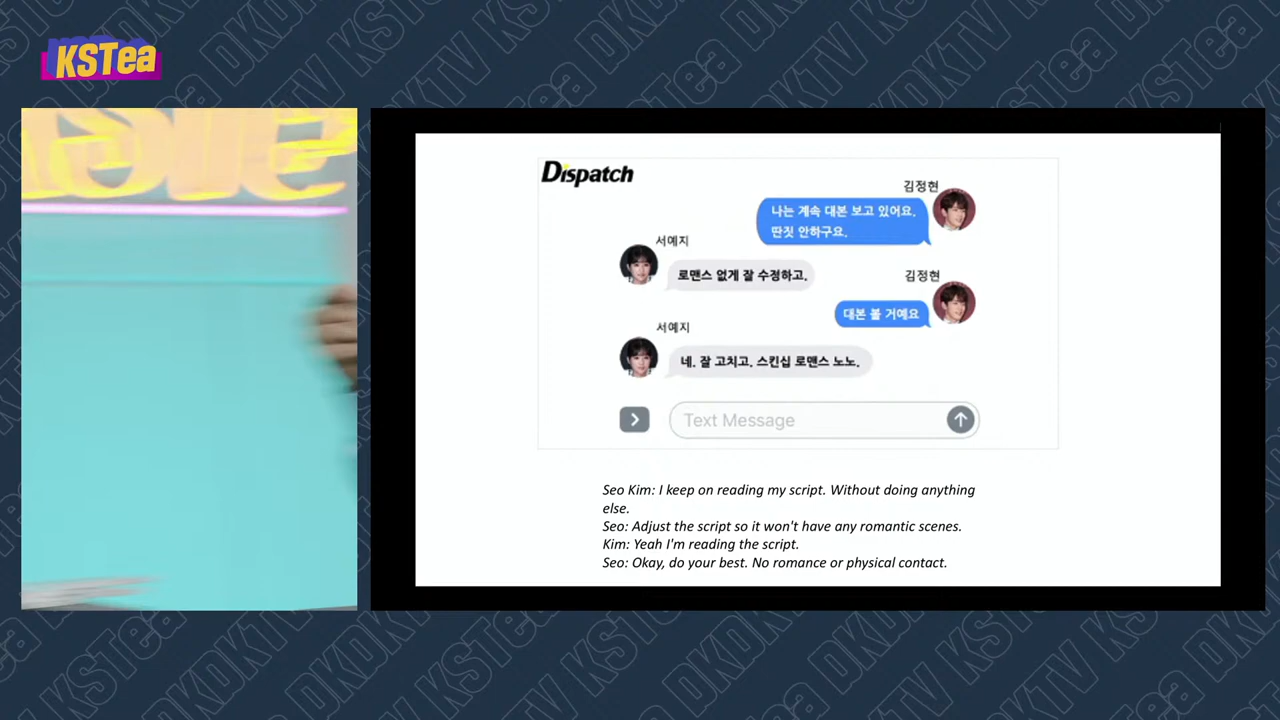 KSTea
Dispatch
김정현
나는 계속 대본 보고 있어요.
딴짓 안하구요.
서예지
로맨스 없게 잘 수정하고.
김정현
대본 볼 거예요
서예지
네. 잘 고치고. 스킨십 로맨스 노노.
Text Message
Seo Kim: I keep on reading my script. Without doing anything
else.
Seo: Adjust the script so it won't have any romantic scenes.
Kim: Yeah I'm reading the script.
Seo: Okay, do your best. No romance or physical contact.